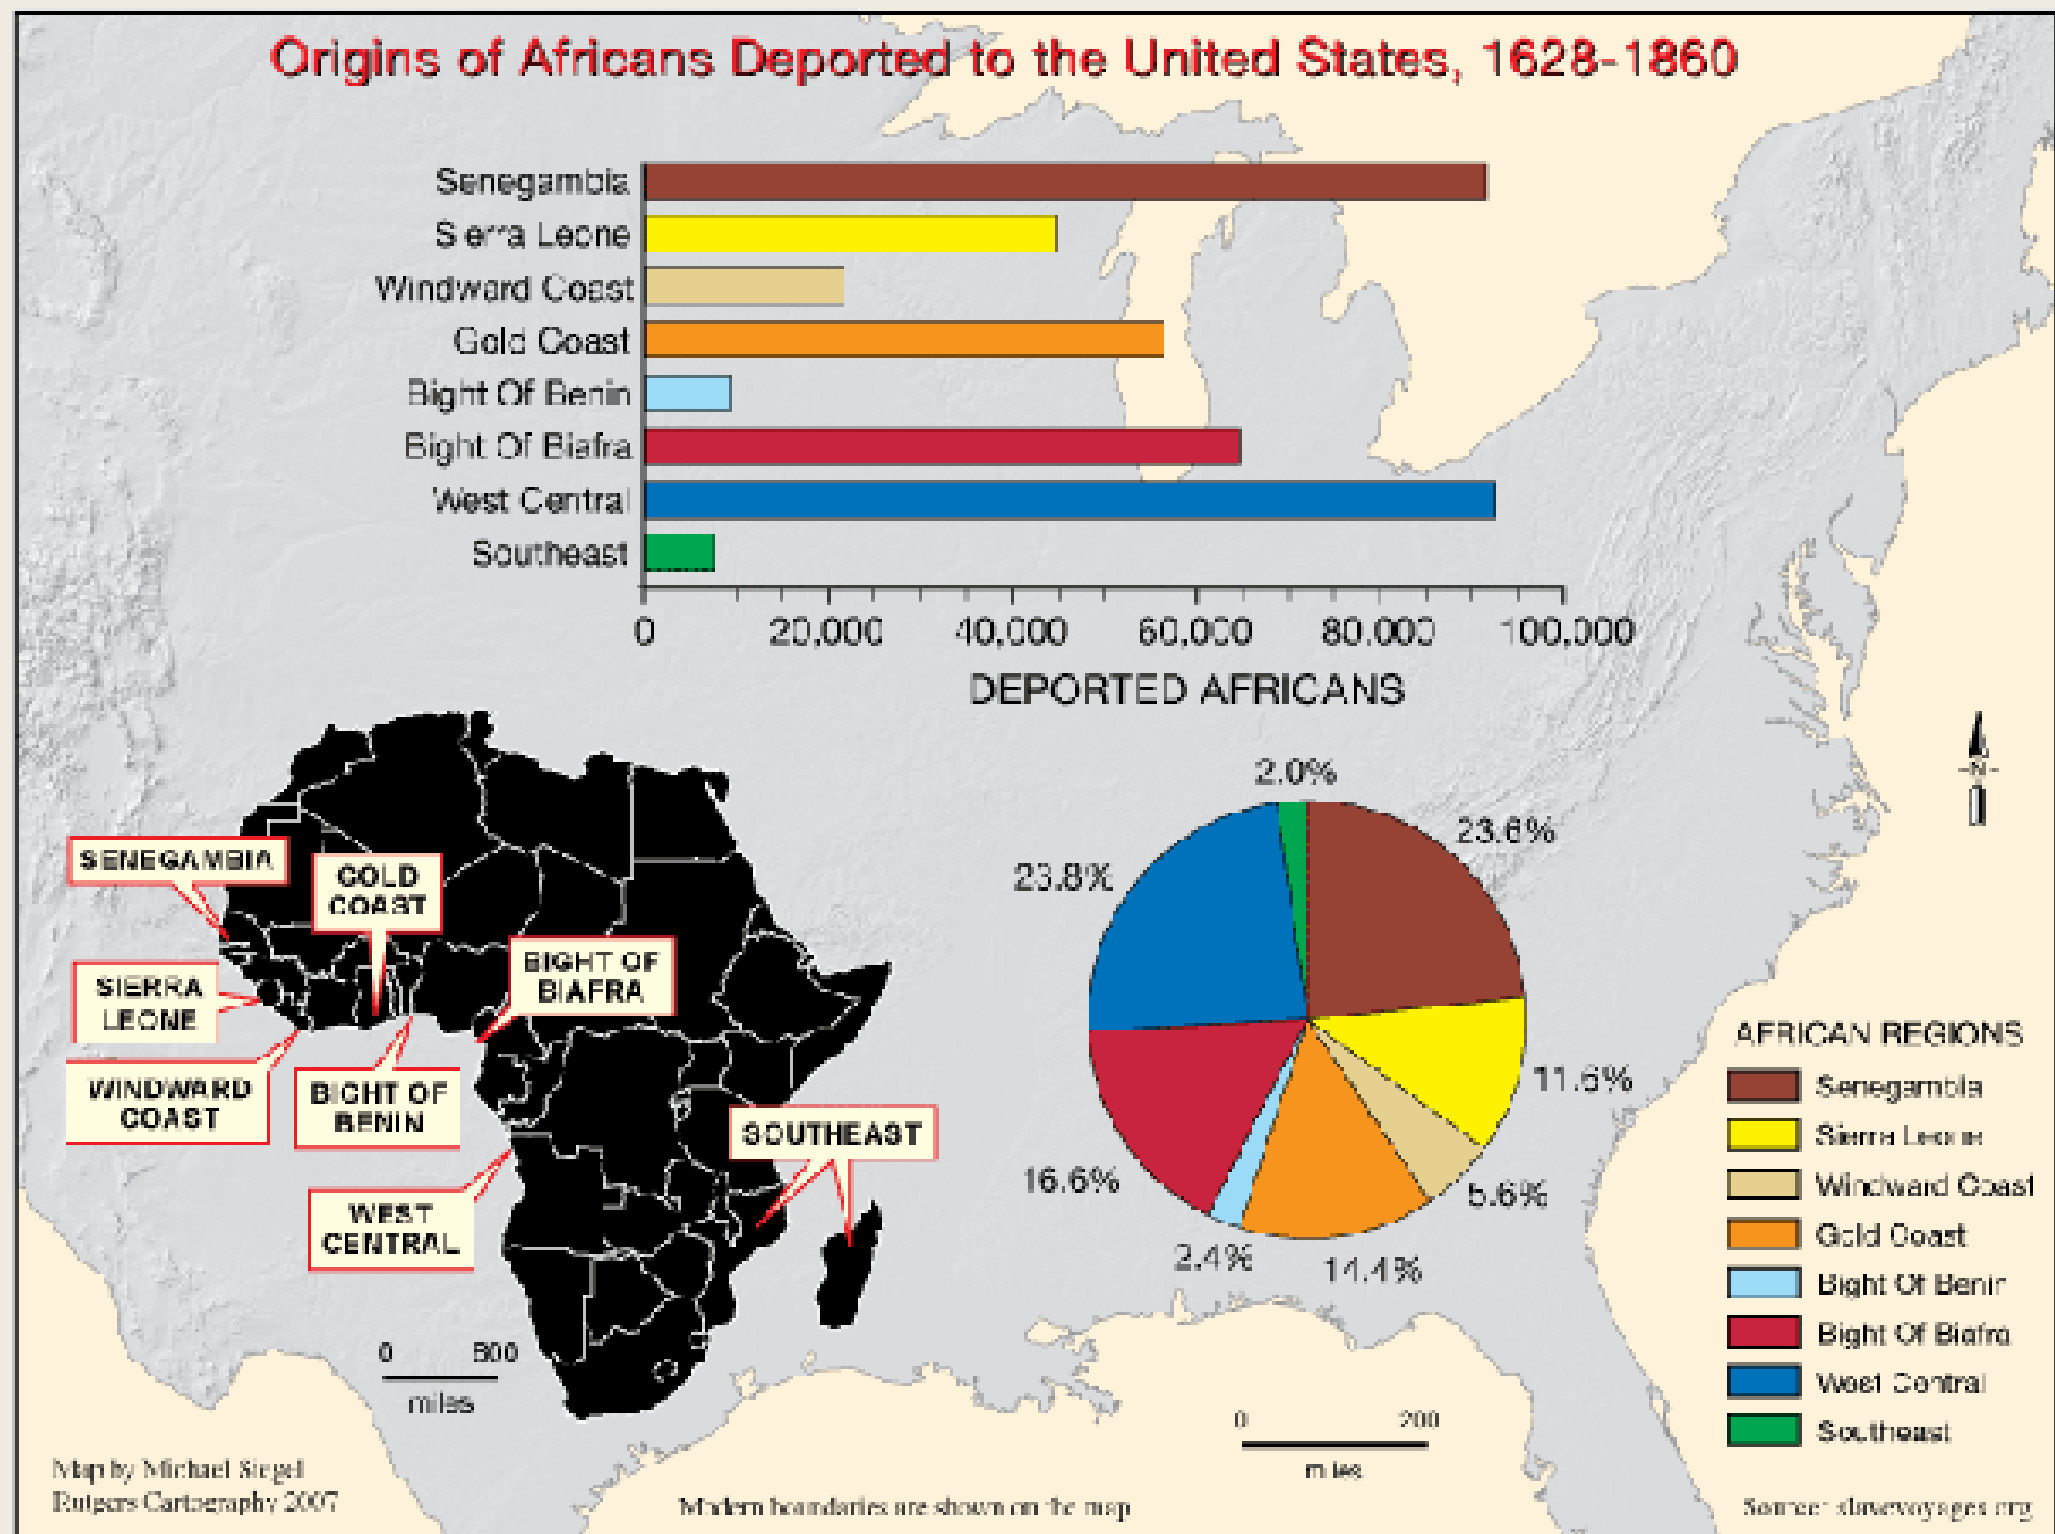 Origins of Africans Deported to the United States, 1628-1860
Senegambia
Sierra Leone
Windward Coast
Gold Coast
Bight Of Benin
Bight Of Biafra
West Central
Southeast
0 20,000 40,000 60,000 80,000 100,000
DEPORTED AFRICANS
2.0%
23.6%
23.8%
11.6%
16.6%
5.6%
2.4%
14.4%
SENEGAMBIA
GOLD
COAST
BIGHT OF
BIAFRA
SIERRA
LEONE
WINDWARD
COAST
BIGHT OF
BENIN
SOUTHEAST
WEST
CENTRAL
0 500
miles
N
AFRICAN REGIONS
Senegambia
Sierra Leone
Windward Coast
Gold Coast
Bight Of Benin
Bight Of Biafra
West Central
Southeast
0 200
miles
Map by Michael Siegel
Rutgers Cartography 2007
Modern boundaries are shown on the map
Source: slavevoyages.org